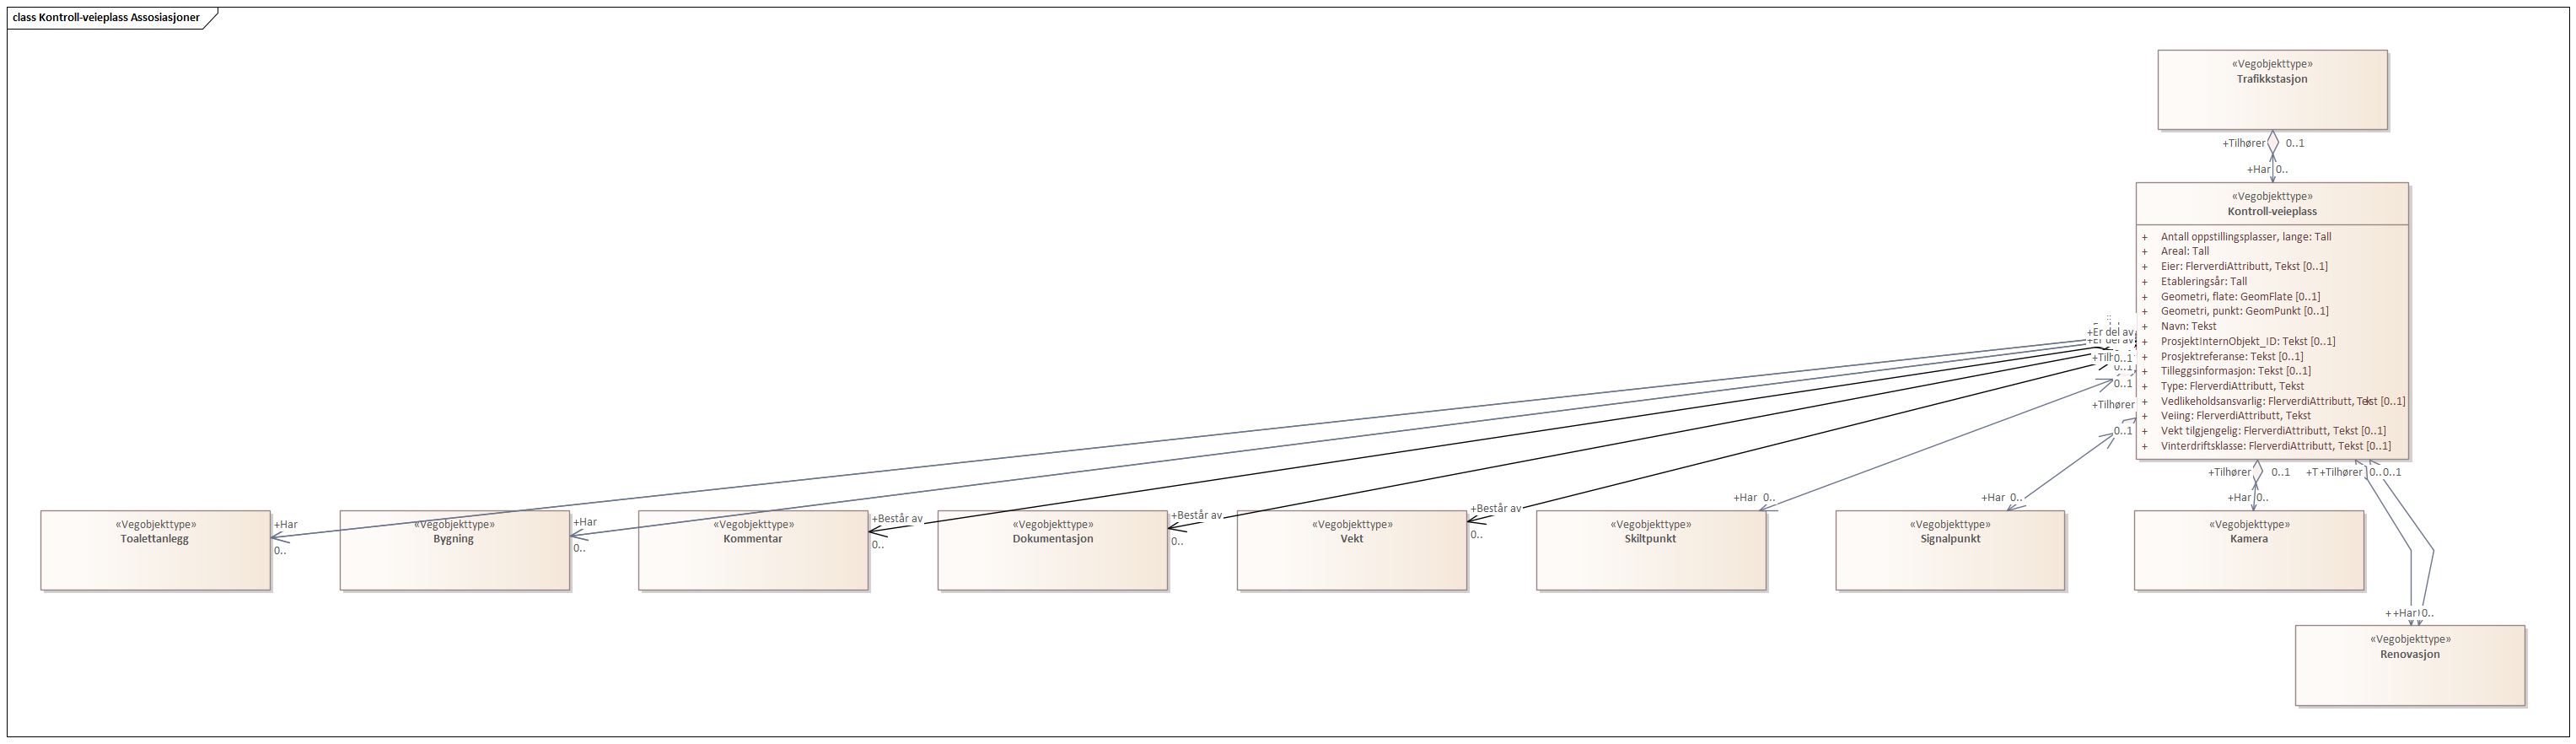 class Kontroll-veieplass Assosiasjoner
«Vegobjekttype»
Trafikkstasjon
+Tilhører 0..1
+Har 0..
«Vegobjekttype»
Kontroll-veieplass
+ Antall oppstillingsplasser, lange: Tall
+ Areal: Tall
+ Eier: FlerverdiAttributt, Tekst [0..1]
+ Etableringsår: Tall
+ Geometri, flate: GeomFlate [0..1]
+ Geometri, punkt: GeomPunkt [0..1]
+ Navn: Tekst
+ ProsjektInternObjekt_ID: Tekst [0..1]
+ Prosjektreferanse: Tekst [0..1]
+ Tilleggsinformasjon: Tekst [0..1]
+ Type: FlerverdiAttributt, Tekst
+ Vedlikeholdsansvarlig: FlerverdiAttributt, Tekst [0..1]
+ Veiing: FlerverdiAttributt, Tekst
+ Vekt tilgjengelig: FlerverdiAttributt, Tekst [0..1]
+ Vinterdriftsklasse: FlerverdiAttributt, Tekst [0..1]
+Er del av
+Er del av
0..1
0..1
0..1
+Tilhører
0..1
+Tilhører 0..1
+Tilhører 0..1
+Har
0..
+Har
0..
+Består av
0..
+Består av
0..
+Består av
0..
+Har 0..
+Har 0..
+Har 0..
«Vegobjekttype»
Toalettanlegg
«Vegobjekttype»
Bygning
«Vegobjekttype»
Kommentar
«Vegobjekttype»
Dokumentasjon
«Vegobjekttype»
Vekt
«Vegobjekttype»
Skiltpunkt
«Vegobjekttype»
Signalpunkt
«Vegobjekttype»
Kamera
+Har 0..
«Vegobjekttype»
Renovasjon